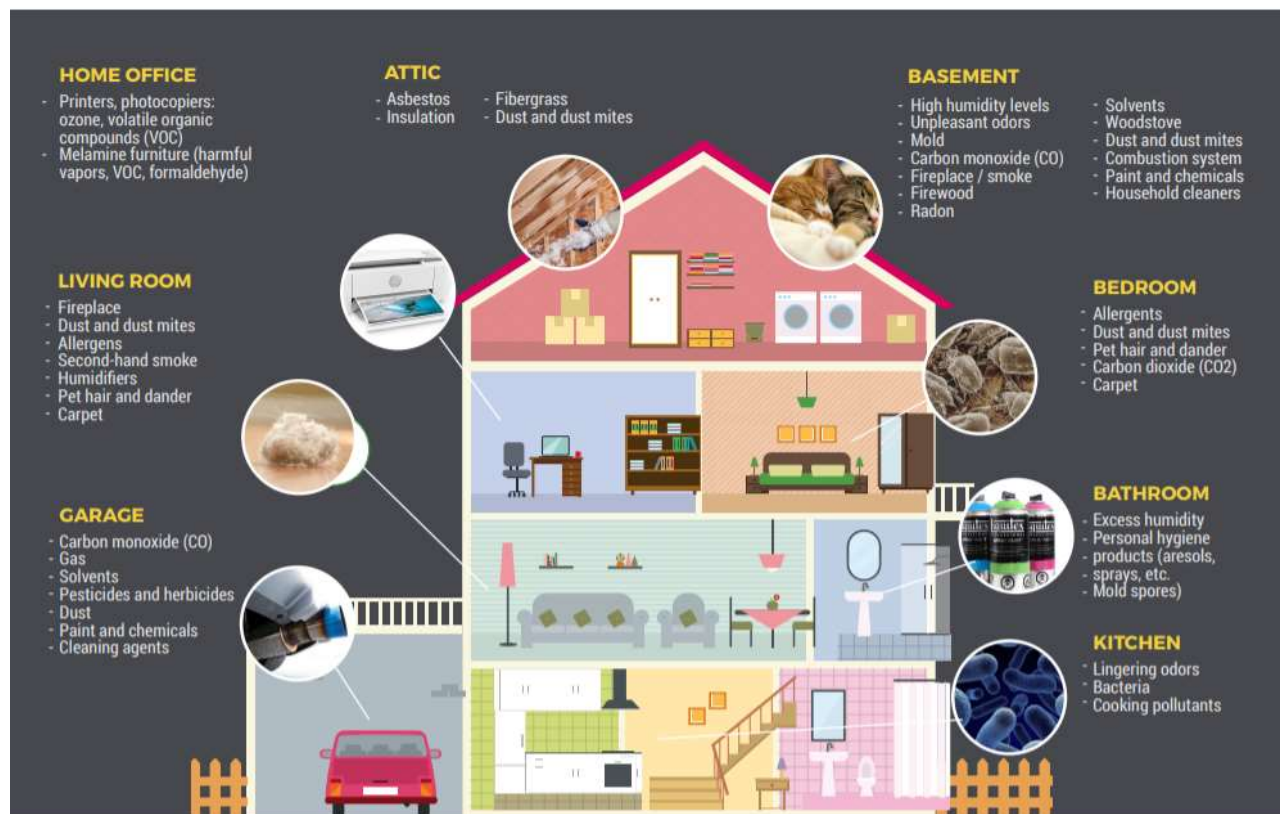 HOME OFFICE
- Printers, photocopiers:
ozone, volatile organic
compounds (VOC)
- Melamine furniture (harmful
vapors, VOC, formaldehyde)
ATTIC
- Asbestos
- Insulation
- Fibergrass
- Dust and dust mites
BASEMENT
- High humidity levels
- Unpleasant odors
- Mold
- Carbon monoxide (CO)
- Fireplace / smoke
- Firewood
- Radon
- Solvents
- Woodstove
- Dust and dust mites
- Combustion system
- Paint and chemicals
- Household cleaners
LIVING ROOM
- Fireplace
- Dust and dust mites
- Allergens
- Second-hand smoke
- Humidifiers
- Pet hair and dander
- Carpet
BEDROOM
- Allergents
- Dust and dust mites
- Pet hair and dander
- Carbon dioxide (CO2)
- Carpet
GARAGE
- Carbon monoxide (CO)
- Gas
- Solvents
- Pesticides and herbicides
- Dust
- Paint and chemicals
- Cleaning agents
BATHROOM
- Excess humidity
- Personal hygiene
- products (aresols,
- sprays, etc.
- Mold spores)
KITCHEN
- Lingering odors
- Bacteria
- Cooking pollutants